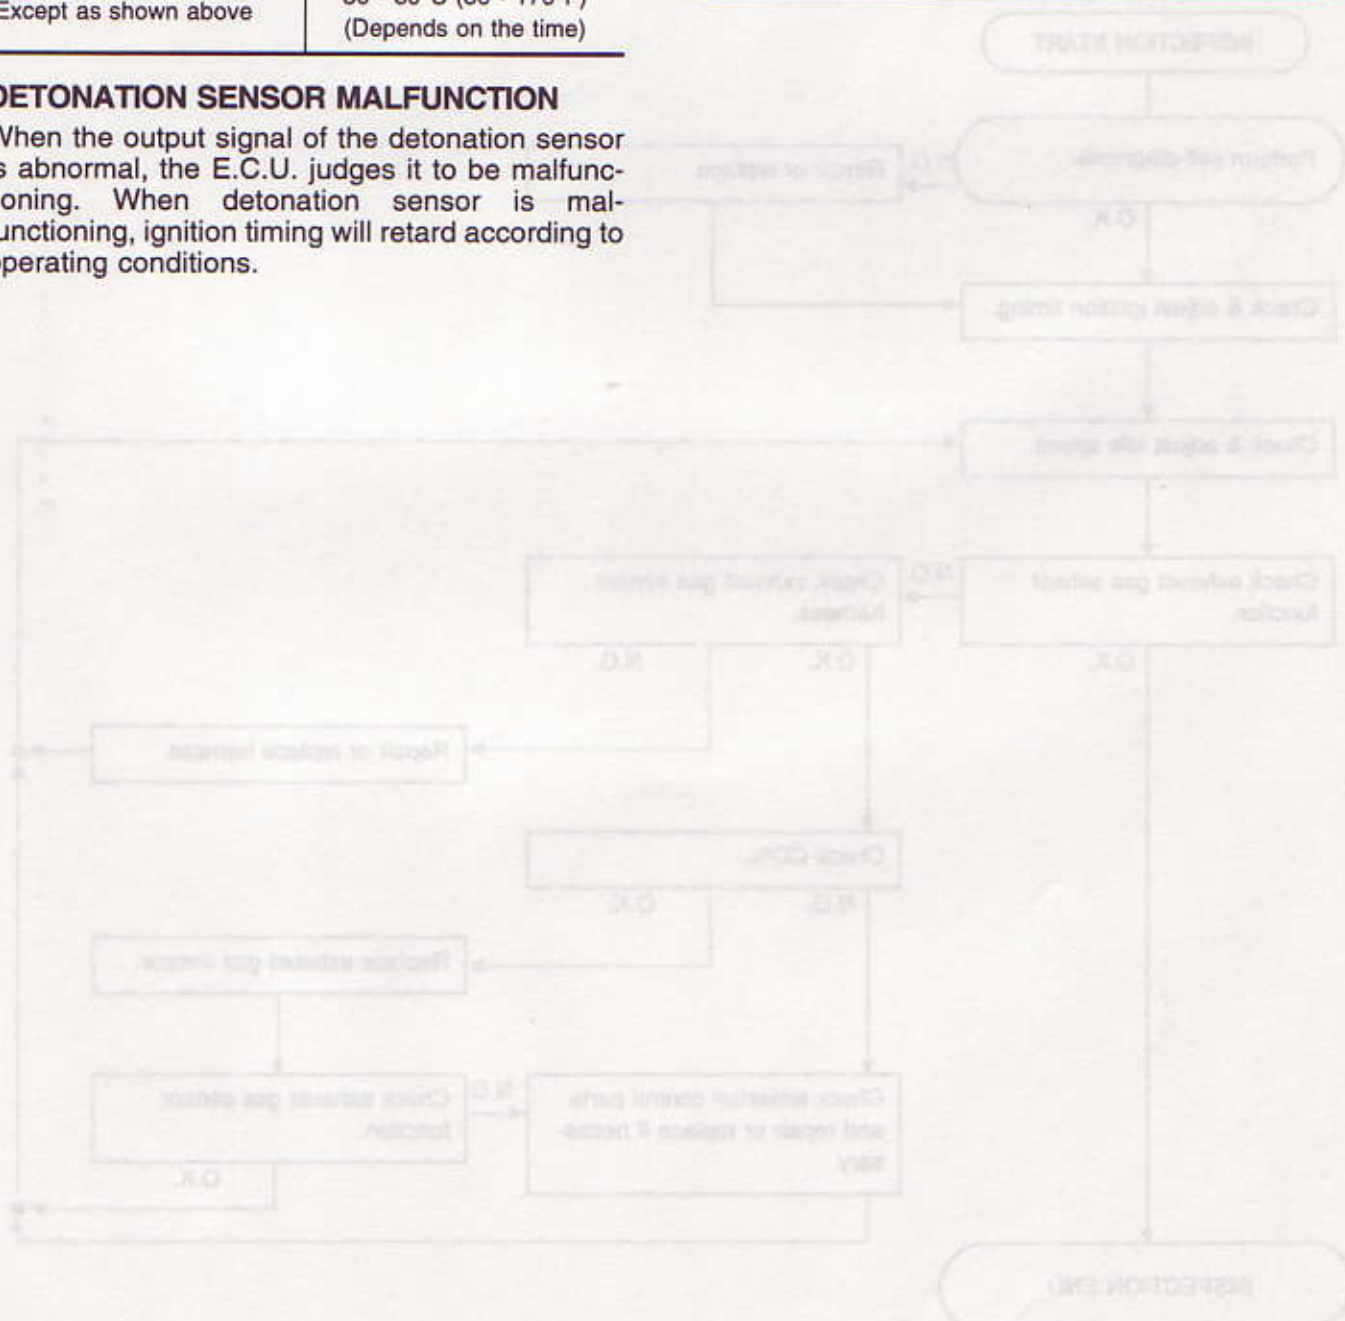 Except as shown above
(Depends on the time)
DETONATION SENSOR MALFUNCTION
When the output signal of the detonation sensor
is abnormal, the E.C.U. judges it to be malfunc-
tioning. When detonation sensor is mal-
functioning, ignition timing will retard according to
operating conditions.
INSPECTION START
Perform self-diagnosis.
N.G.
Repair or replace.
O.K.
Check & adjust ignition timing.
Check & adjust idle speed.
Check exhaust gas sensor
function.
N.G.
Check exhaust gas sensor
harness.
O.K.
O.K.
N.G.
Repair or replace harness.
Check CO%.
N.G.
O.K.
Replace exhaust gas sensor.
Check emission control parts
and repair or replace if neces-
sary.
N.G.
Check exhaust gas sensor
function.
O.K.
INSPECTION END